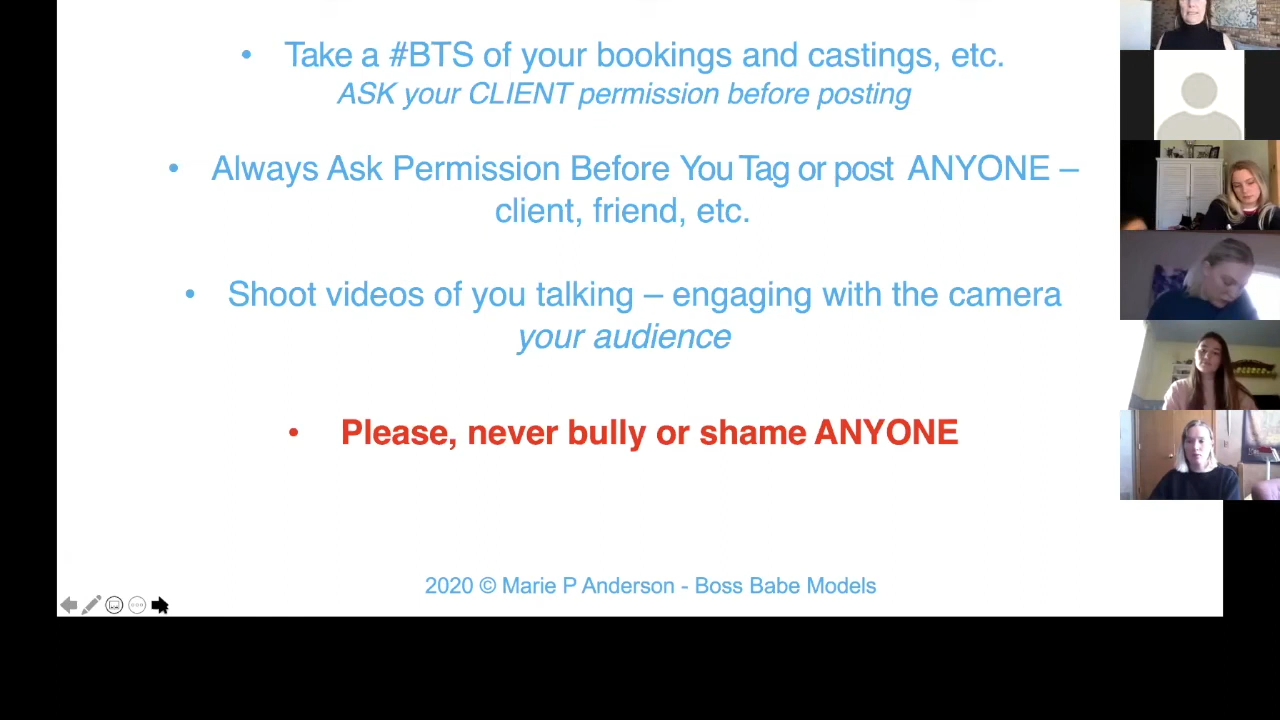 • Take a #BTS of your bookings and castings, etc.
ASK your CLIENT permission before posting
• Always Ask Permission Before You Tag or post ANYONE –
client, friend, etc.
• Shoot videos of you talking – engaging with the camera
your audience
• Please, never bully or shame ANYONE
2020 © Marie P Anderson - Boss Babe Models